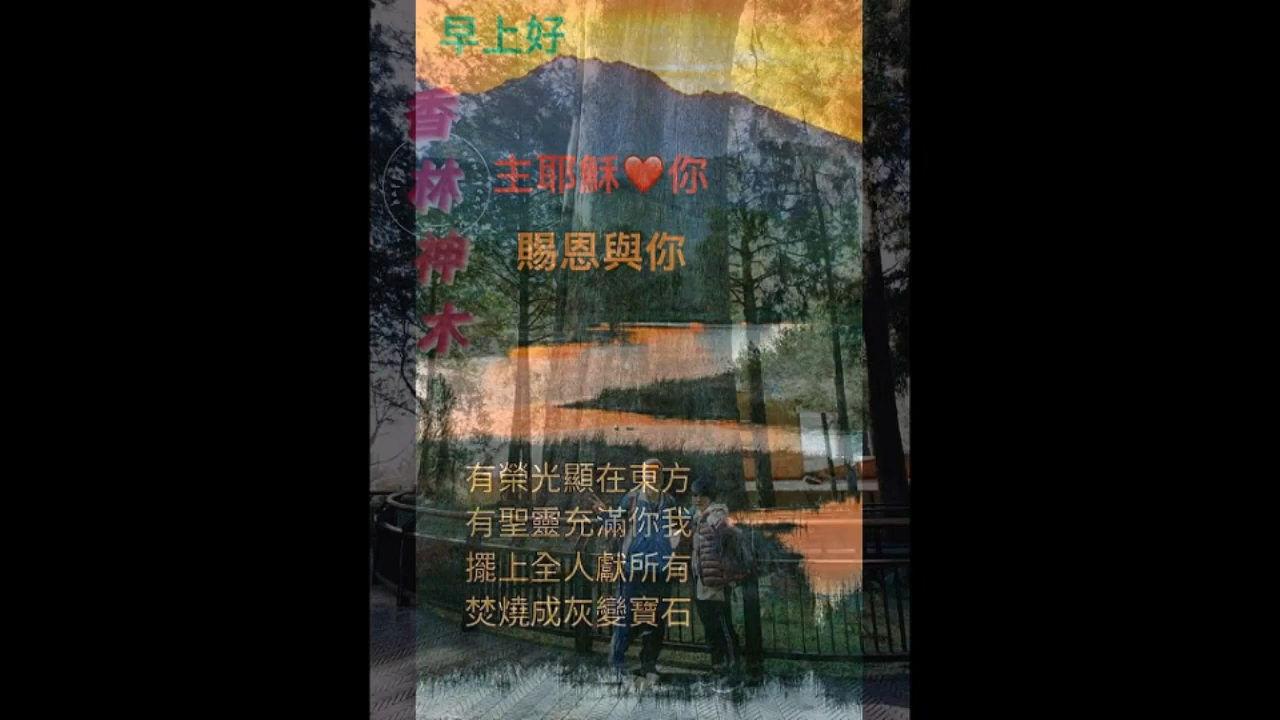 早上好
香林神木
主耶穌❤你
賜恩與你
有榮光顯在東方
有聖靈充滿你我
擺上全人獻所有
焚燒成灰變寶石